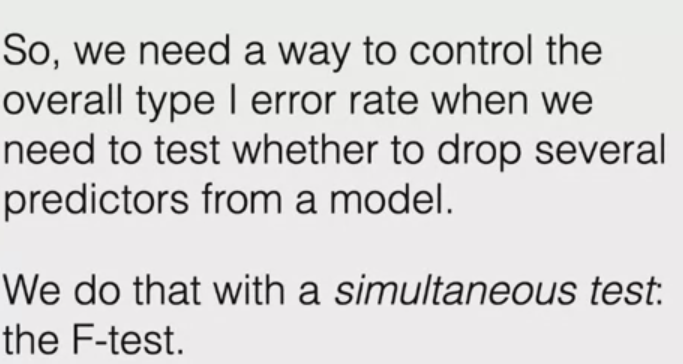 So, we need a way to control the
overall type I error rate when we
need to test whether to drop several
predictors from a model.
We do that with a simultaneous test:
the F-test.